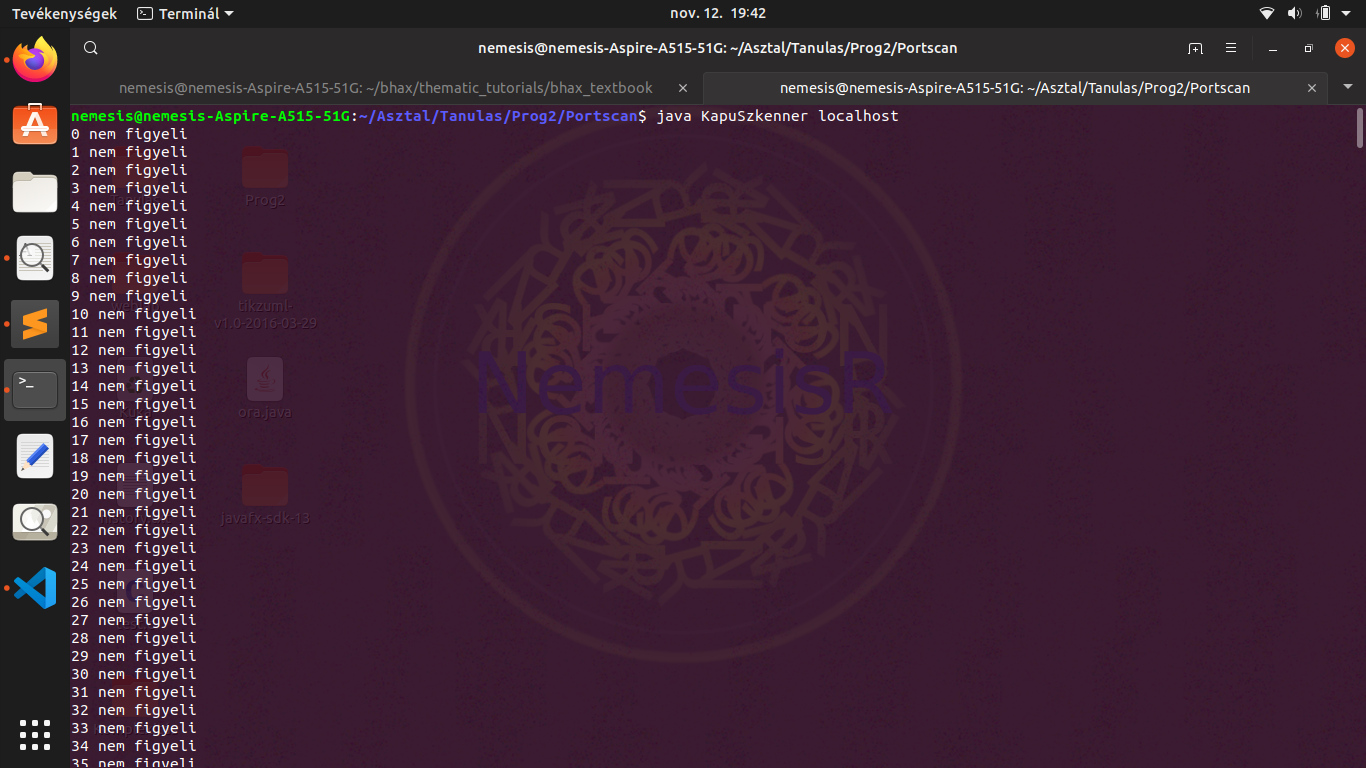 Tevékenységek
Terminál
nov. 12. 19:42
nemesis@nemesis-Aspire-A515-51G: ~/Asztal/Tanulas/Prog2/Portscan
nemesis@nemesis-Aspire-A515-51G: ~/bhax/thematic_tutorials/bhax_textbook
nemesis@nemesis-Aspire-A515-51G: ~/Asztal/Tanulas/Prog2/Portscan
nemesis@nemesis-Aspire-A515-51G:~/Asztal/Tanulas/Prog2/Portscan$ java KapuSzkenner localhost
0 nem figyeli
1 nem figyeli
2 nem figyeli
3 nem figyeli
4 nem figyeli
5 nem figyeli
6 nem figyeli
7 nem figyeli
8 nem figyeli
9 nem figyeli
10 nem figyeli
11 nem figyeli
12 nem figyeli
13 nem figyeli
14 nem figyeli
15 nem figyeli
16 nem figyeli
17 nem figyeli
18 nem figyeli
19 nem figyeli
20 nem figyeli
21 nem figyeli
22 nem figyeli
23 nem figyeli
24 nem figyeli
25 nem figyeli
26 nem figyeli
27 nem figyeli
28 nem figyeli
29 nem figyeli
30 nem figyeli
31 nem figyeli
32 nem figyeli
33 nem figyeli
34 nem figyeli
35 nem figyeli
Prog2
tikzuml-
v1.0-2016-03-29
ora.java
javafx-sdk-13
NemesisR